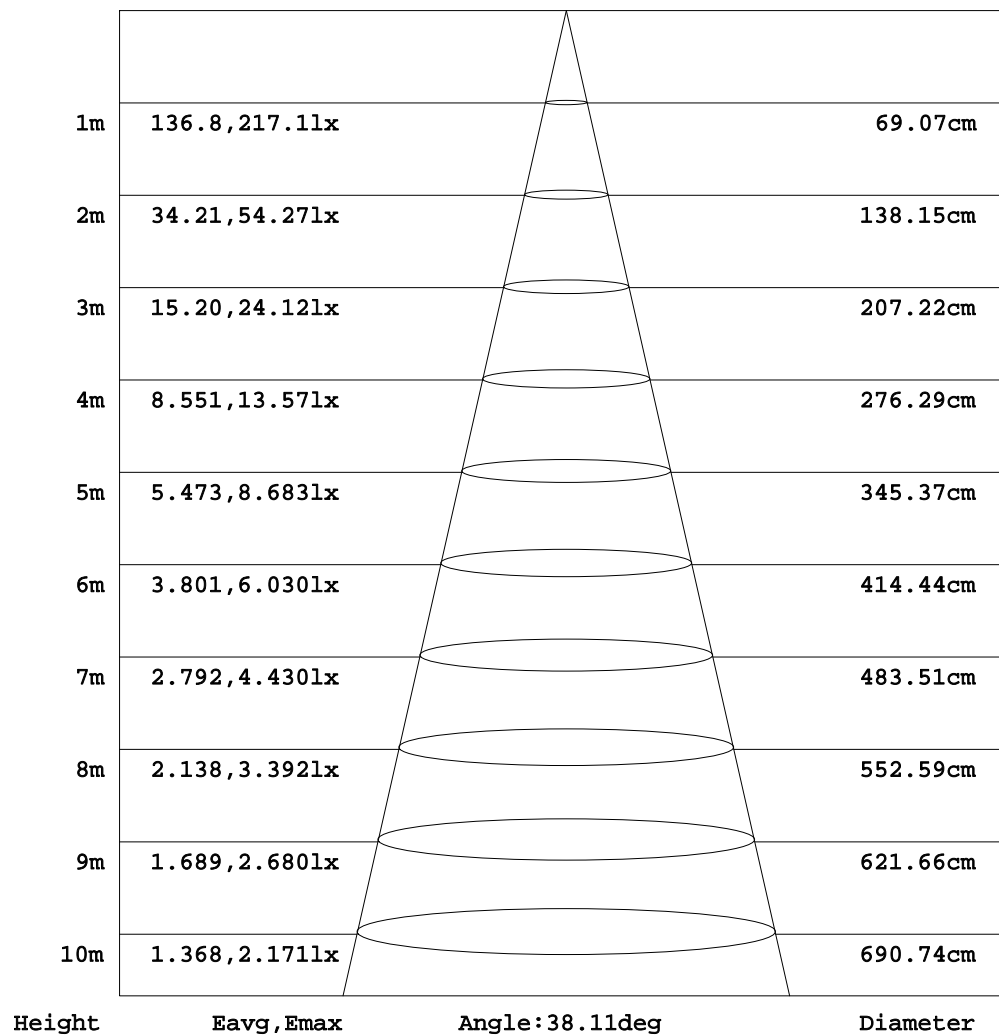 1m 136.8,217.1lx 69.07cm
2m 34.21,54.27lx 138.15cm
3m 15.20,24.12lx 207.22cm
4m 8.551,13.57lx 276.29cm
5m 5.473,8.683lx 345.37cm
6m 3.801,6.030lx 414.44cm
7m 2.792,4.430lx 483.51cm
8m 2.138,3.392lx 552.59cm
9m 1.689,2.680lx 621.66cm
10m 1.368,2.171lx 690.74cm
Height Eavg,Emax Angle:38.11deg Diameter